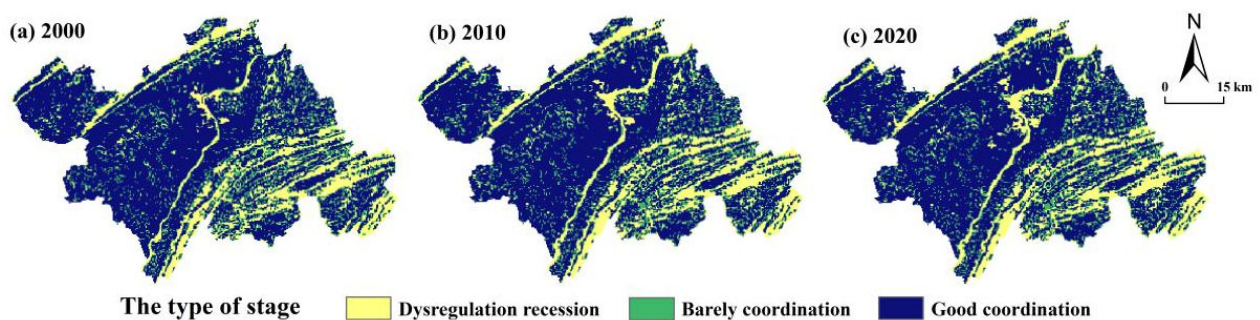 (a) 2000
(b) 2010
(c) 2020
N
0 15 km
The type of stage
Dysregulation recession
Barely coordination
Good coordination